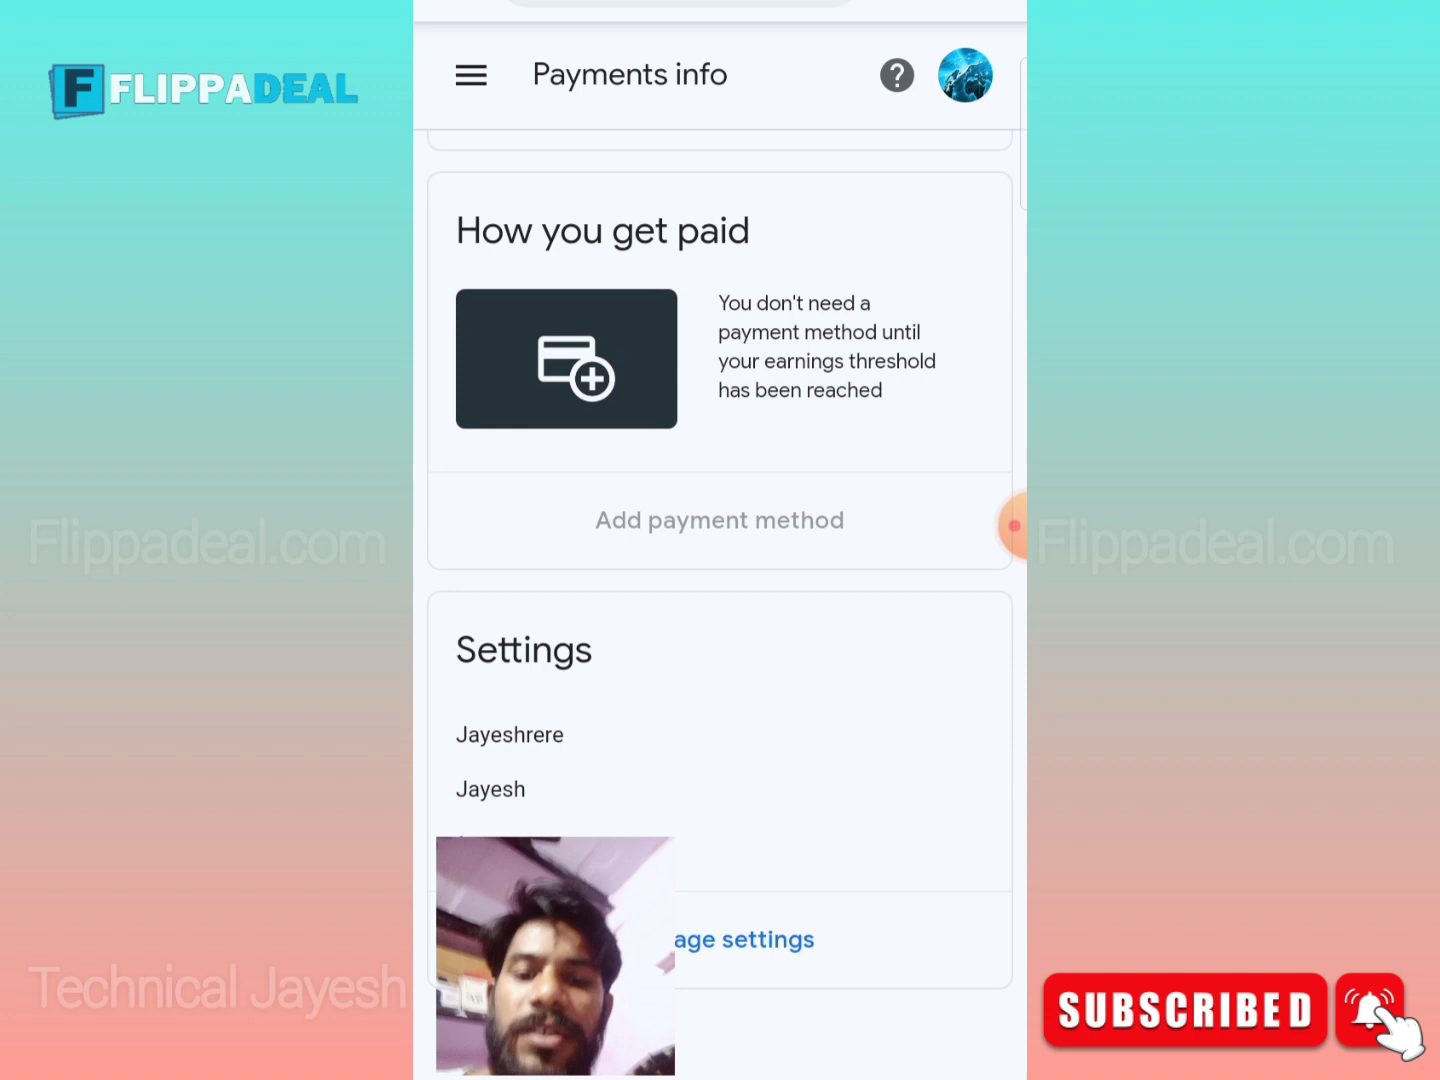 FLIPPADEAL
Payments info
How you get paid
You don't need a
payment method until
your earnings threshold
has been reached
Add payment method
Flippadeal.com
Flippadeal.com
Settings
Jayeshrere
Jayesh
age settings
Technical Jayesh
SUBSCRIBED